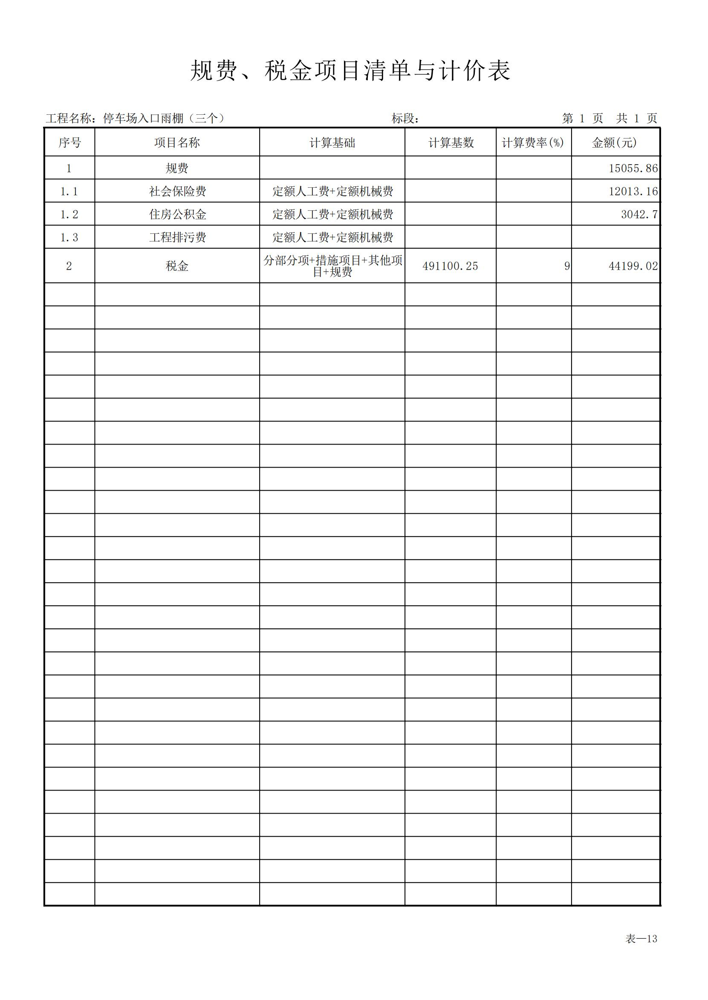 规费、税金项目清单与计价表
工程名称：停车场入口雨棚（三个） 标段： 第 1 页 共 1 页
序号 项目名称 计算基础 计算基数 计算费率(%) 金额(元)
1 规费 15055.86
1.1 社会保险费 定额人工费+定额机械费 12013.16
1.2 住房公积金 定额人工费+定额机械费 3042.7
1.3 工程排污费 定额人工费+定额机械费
2 税金 分部分项+措施项目+其他项 491100.25 9 44199.02
目+规费
表—13